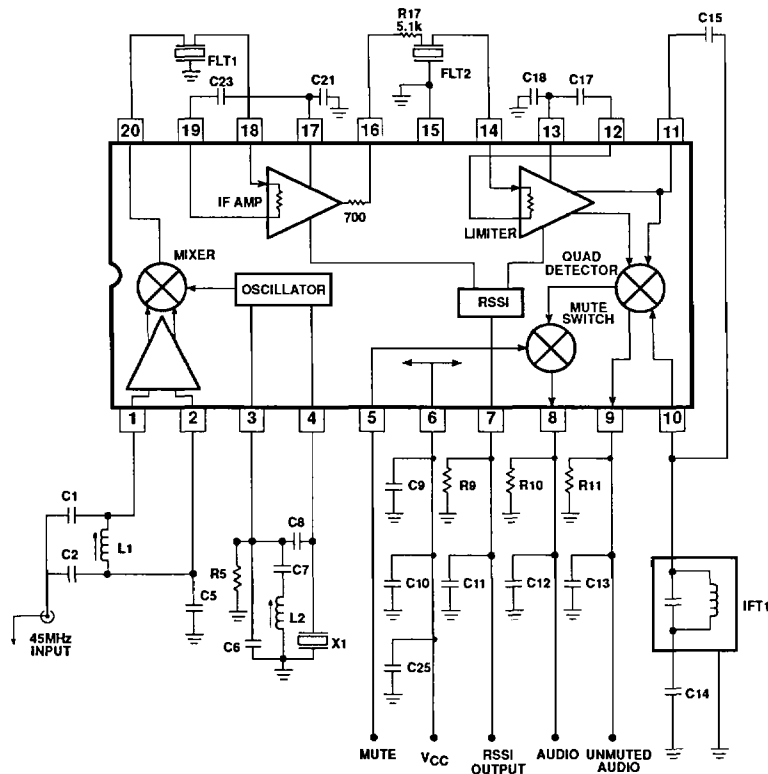 R17
5.1k
C15
FLT1
FLT2
C23
C21
C18
C17
20
19
18
17
16
15
14
13
12
11
IF AMP
700
LIMITER
MIXER
QUAD
DETECTOR
OSCILLATOR
RSSI
MUTE
SWITCH
1
2
3
4
5
6
7
8
9
10
C1
C9
R9
R10
R11
L1
C8
C2
C7
R5
C5
C10
C11
C12
C13
IFT1
L2
45MHz
INPUT
C6
X1
C25
C14
MUTE
VCC
RSSI
OUTPUT
AUDIO
UNMUTED
AUDIO